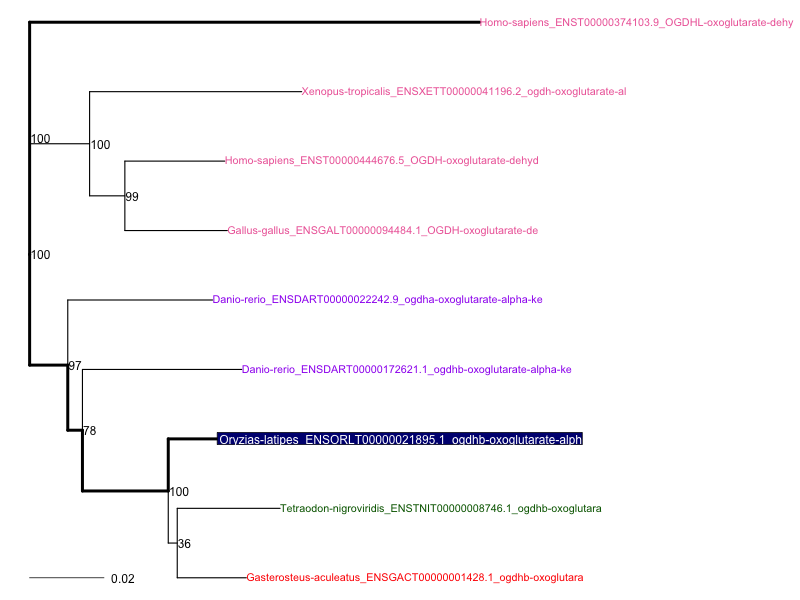 Homo-sapiens_ENST00000374103.9_OGDHL-oxoglutarate-dehy
Xenopus-tropicalis_ENSXETT00000041196.2_ogdh-oxoglutarate-al
100
100
Homo-sapiens_ENST00000444676.5_OGDH-oxoglutarate-dehyd
99
Gallus-gallus_ENSGALT00000094484.1_OGDH-oxoglutarate-de
100
Danio-rerio_ENSDART00000022242.9_ogdha-oxoglutarate-alpha-ke
97
Danio-rerio_ENSDART00000172621.1_ogdhb-oxoglutarate-alpha-ke
78
Oryzias-latipes_ENSORLT00000021895.1_ogdhb-oxoglutarate-alph
100
Tetraodon-nigroviridis_ENSTNIT00000008746.1_ogdhb-oxoglutara
36
Gasterosteus-aculeatus_ENSGACT00000001428.1_ogdhb-oxoglutara
0.02